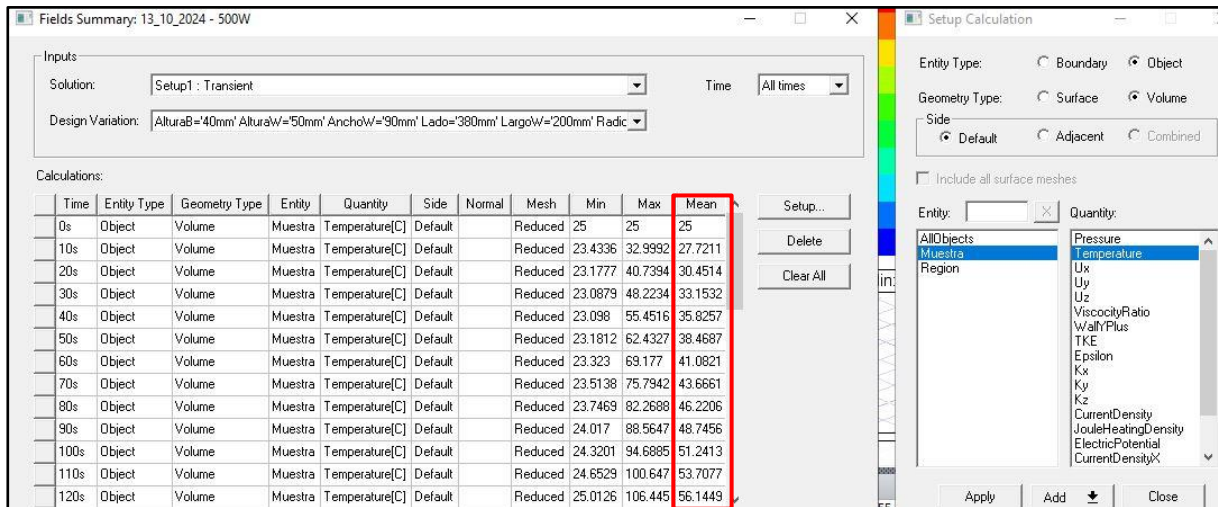 Fields Summary: 13_10_2024 - 500W
Inputs
Solution: Setup1 : Transient Time All times
Design Variation: AlturaB='40mm' AlturaW='50mm' AnchoW='90mm' Lado='380mm' LargoW='200mm' Radic
Calculations:
Time Entity Type Geometry Type Entity Quantity Side Normal Mesh Min Max Mean
0s Object Volume Muestra Temperature[C] Default Reduced 25 25 25
10s Object Volume Muestra Temperature[C] Default Reduced 23.4336 32.9992 27.7211
20s Object Volume Muestra Temperature[C] Default Reduced 23.1777 40.7394 30.4514
30s Object Volume Muestra Temperature[C] Default Reduced 23.0879 48.2234 33.1532
40s Object Volume Muestra Temperature[C] Default Reduced 23.098 55.4516 35.8257
50s Object Volume Muestra Temperature[C] Default Reduced 23.1812 62.4327 38.4687
60s Object Volume Muestra Temperature[C] Default Reduced 23.323 69.177 41.0821
70s Object Volume Muestra Temperature[C] Default Reduced 23.5138 75.7942 43.6661
80s Object Volume Muestra Temperature[C] Default Reduced 23.7469 82.2688 46.2206
90s Object Volume Muestra Temperature[C] Default Reduced 24.017 88.5647 48.7456
100s Object Volume Muestra Temperature[C] Default Reduced 24.3201 94.6885 51.2413
110s Object Volume Muestra Temperature[C] Default Reduced 24.6529 100.647 53.7077
120s Object Volume Muestra Temperature[C] Default Reduced 25.0126 106.445 56.1449
Setup...
Delete
Clear All
in:
Setup Calculation
Entity Type: Boundary Object
Geometry Type: Surface Volume
Side
Default Adjacent Combined
Include all surface meshes
Entity: Quantity:
AllObjects
Muestra
Region
Pressure
Temperature
Ux
Uy
Uz
ViscocityRatio
WallYPlus
TKE
Epsilon
Kx
Ky
Kz
CurrentDensity
JouleHeatingDensity
ElectricPotential
CurrentDensityX
Apply Add Close